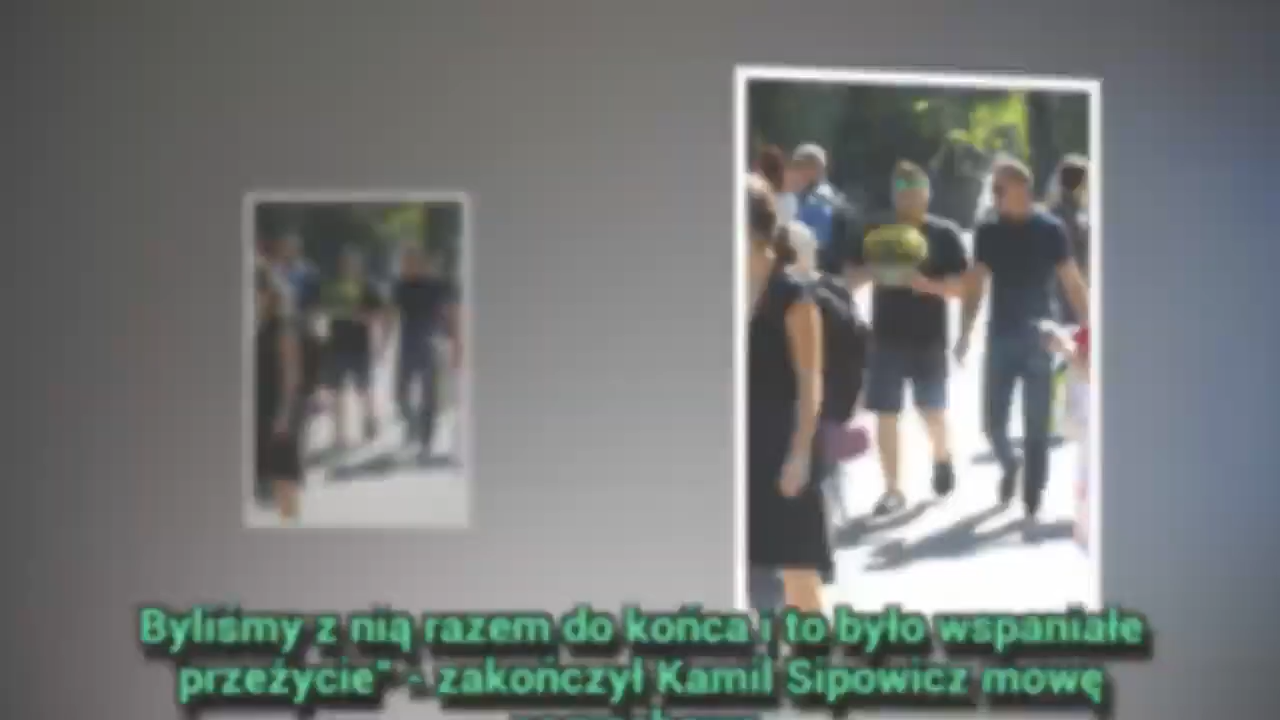 Byliśmy z nią razem do końca i to było wspaniałe
przeżycie" - zakończył Kamil Sipowicz mowę